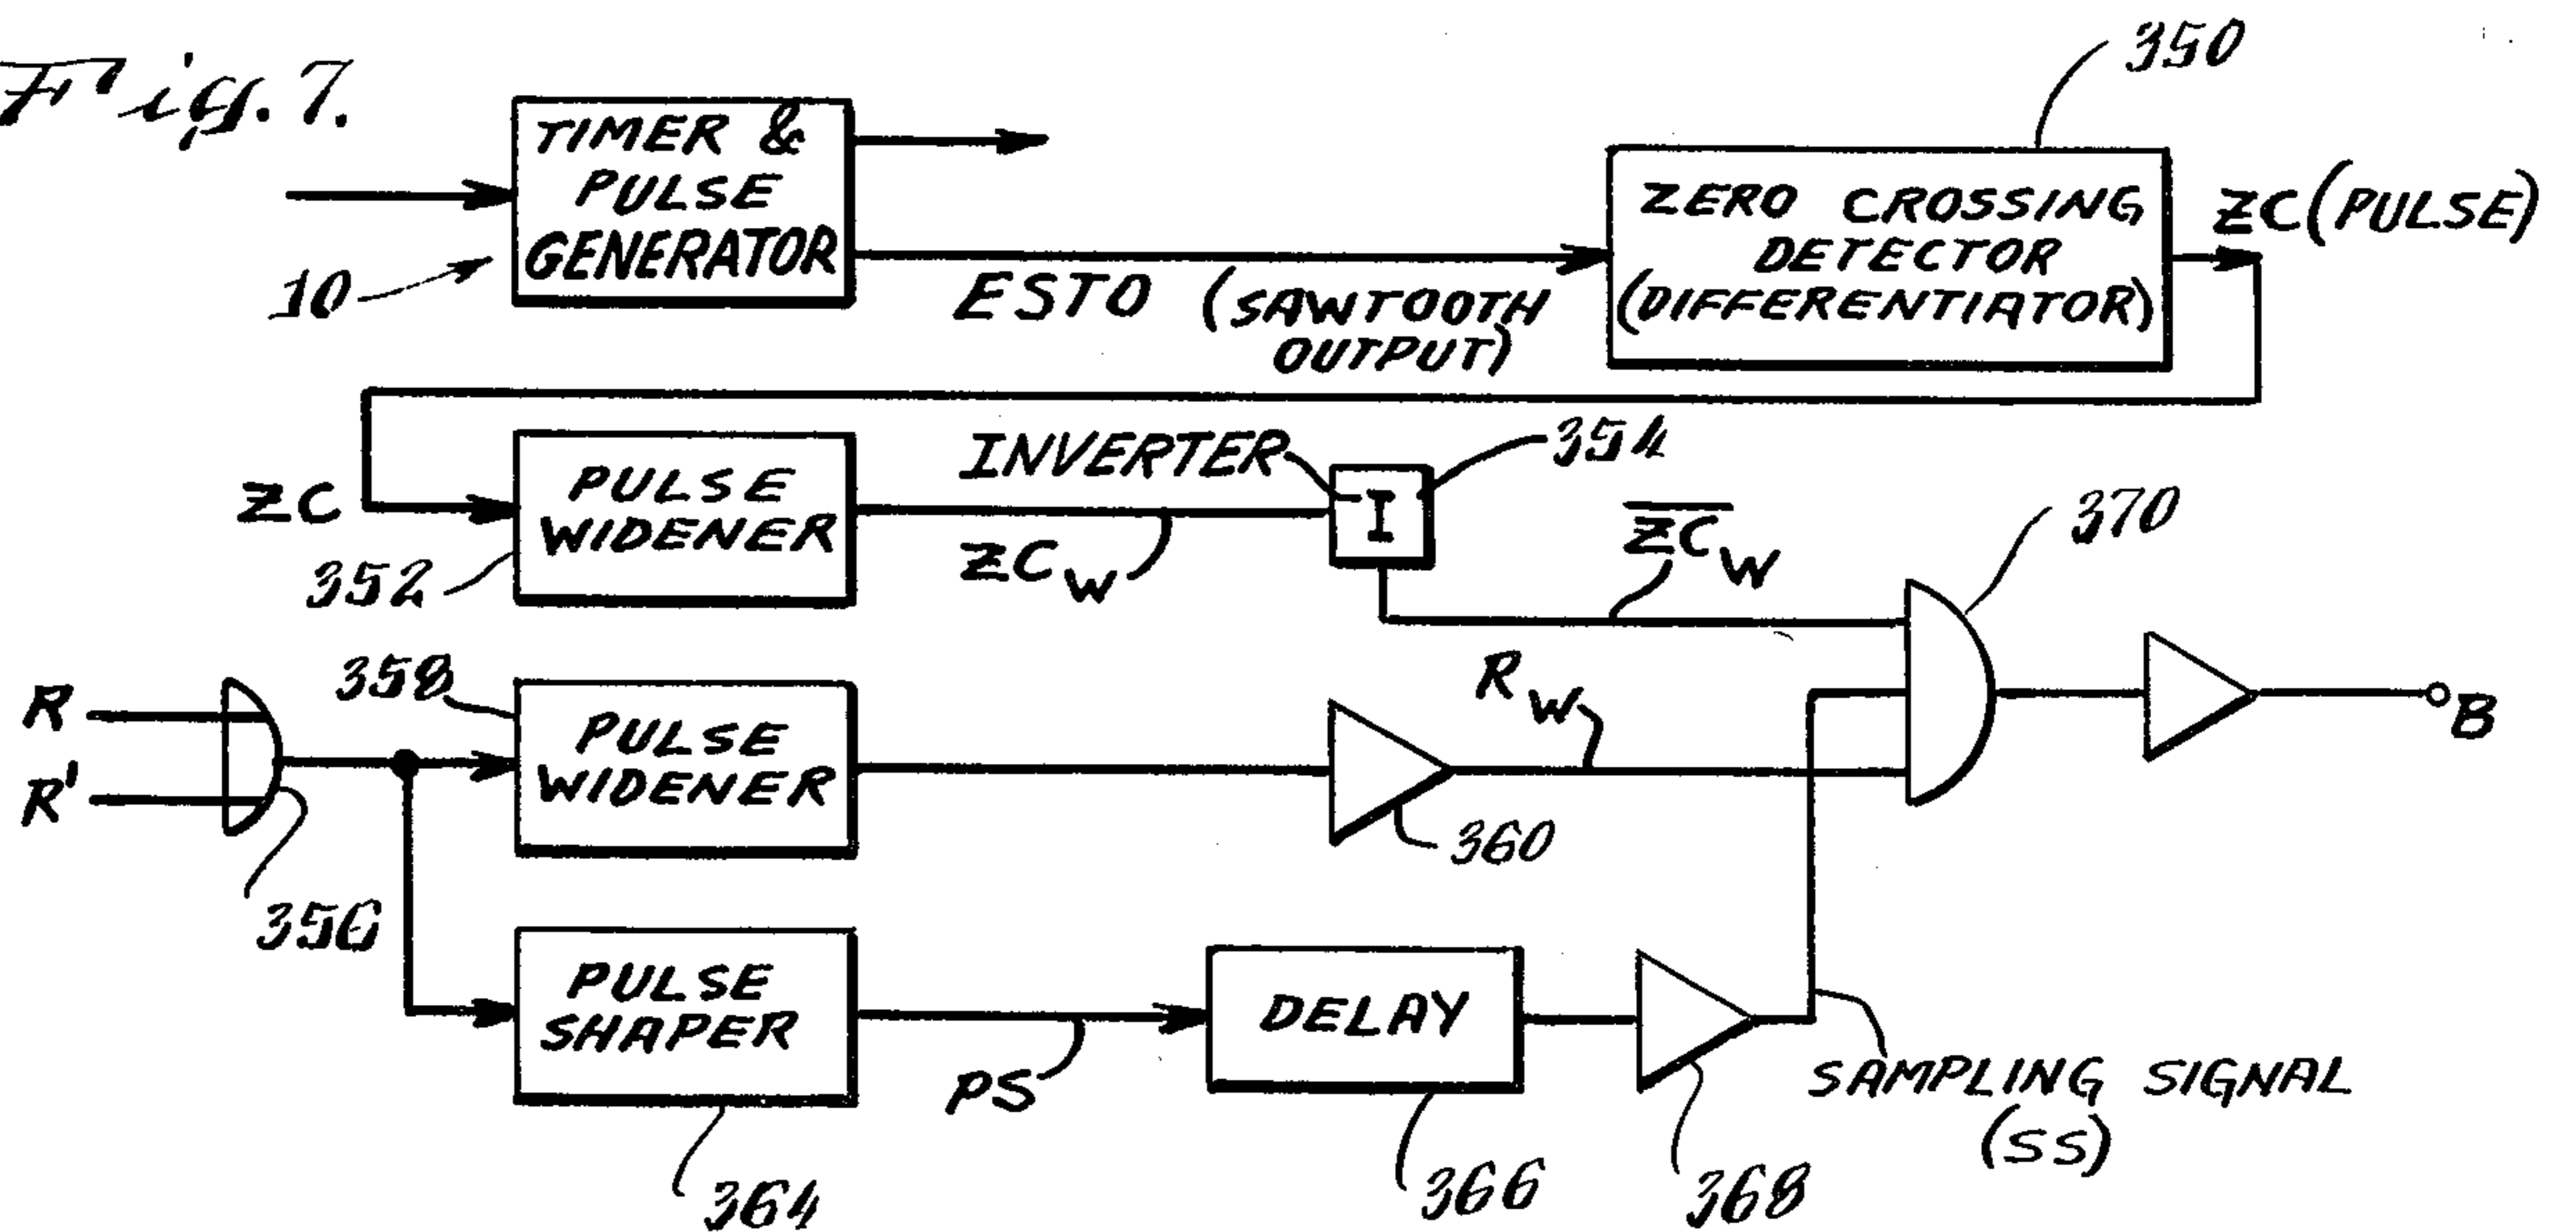 Fig. 7.
350
TIMER &
PULSE
GENERATOR
10
ESTO (SAWTOOTH
OUTPUT)
ZERO CROSSING
DETECTOR
(DIFFERENTIATOR)
ZC (PULSE)
ZC
PULSE
WIDENER
352
ZCW
INVERTER
I
354
Z̅C̅W
370
R
R'
356
358
PULSE
WIDENER
360
RW
B
PULSE
SHAPER
364
PS
DELAY
366
368
SAMPLING SIGNAL
(SS)